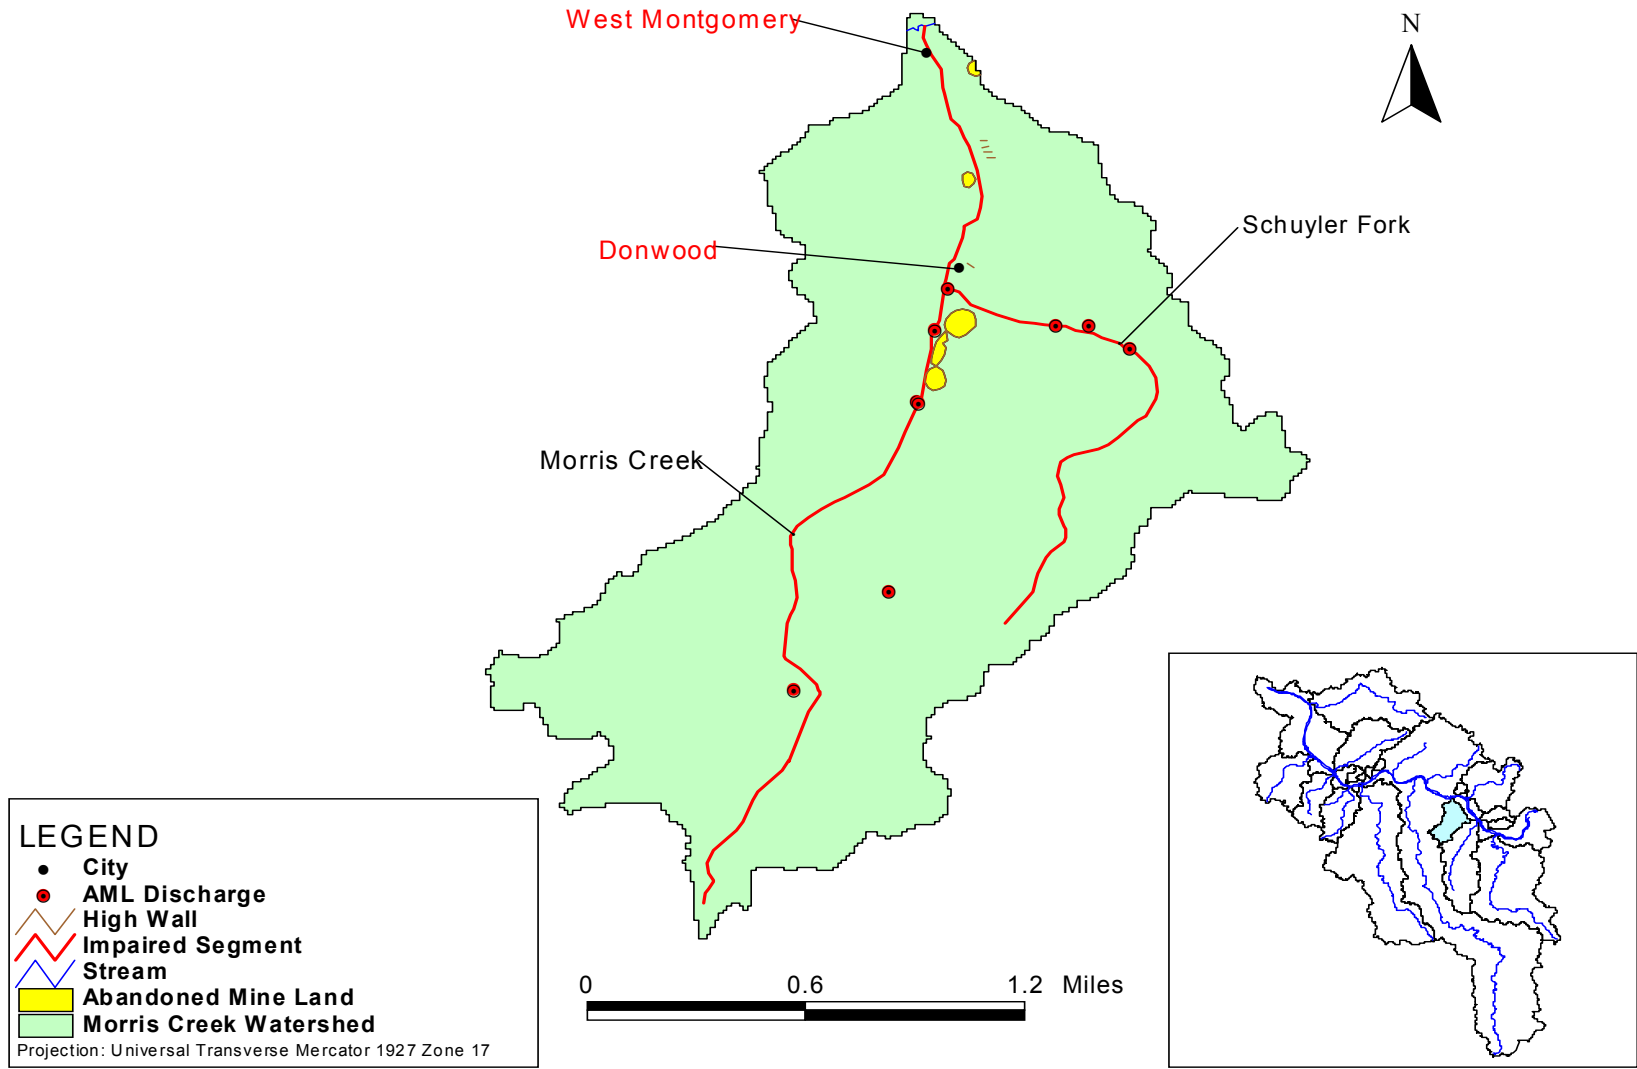 West Montgomery
N
Schuyler Fork
Donwood
Morris Creek
LEGEND
City
AML Discharge
High Wall
Impaired Segment
Stream
Abandoned Mine Land
Morris Creek Watershed
Projection: Universal Transverse Mercator 1927 Zone 17
0 0.6 1.2 Miles